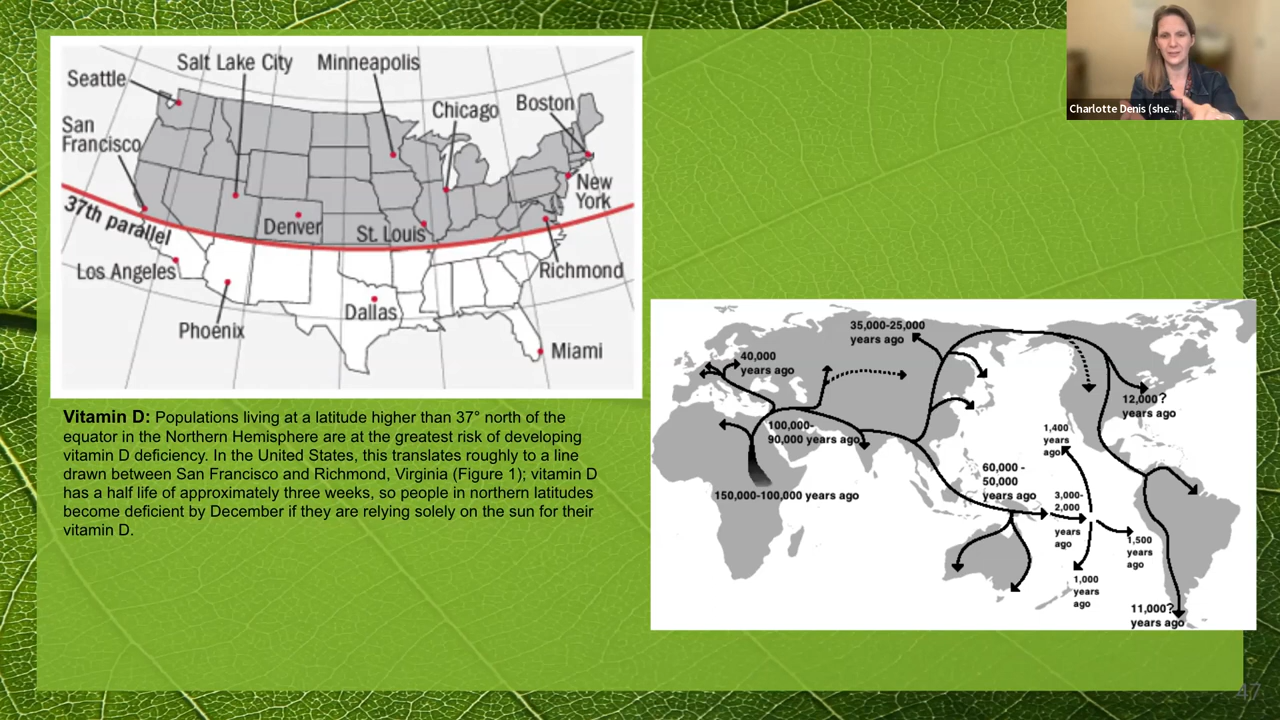 Seattle
Salt Lake City
Minneapolis
Chicago
Boston
San
Francisco
New
York
37th parallel
Denver
St. Louis
Los Angeles
Richmond
Dallas
Phoenix
Miami
Vitamin D: Populations living at a latitude higher than 37° north of the
equator in the Northern Hemisphere are at the greatest risk of developing
vitamin D deficiency. In the United States, this translates roughly to a line
drawn between San Francisco and Richmond, Virginia (Figure 1); vitamin D
has a half life of approximately three weeks, so people in northern latitudes
become deficient by December if they are relying solely on the sun for their
vitamin D.
Charlotte Denis (she...
35,000-25,000
years ago
40,000
years ago
12,000?
years ago
100,000-
90,000 years ago
1,400
years
ago
60,000 -
50,000
years ago
150,000-100,000 years ago
3,000-
2,000
years
ago
1,500
years
ago
1,000
years
ago
11,000?
years ago
47